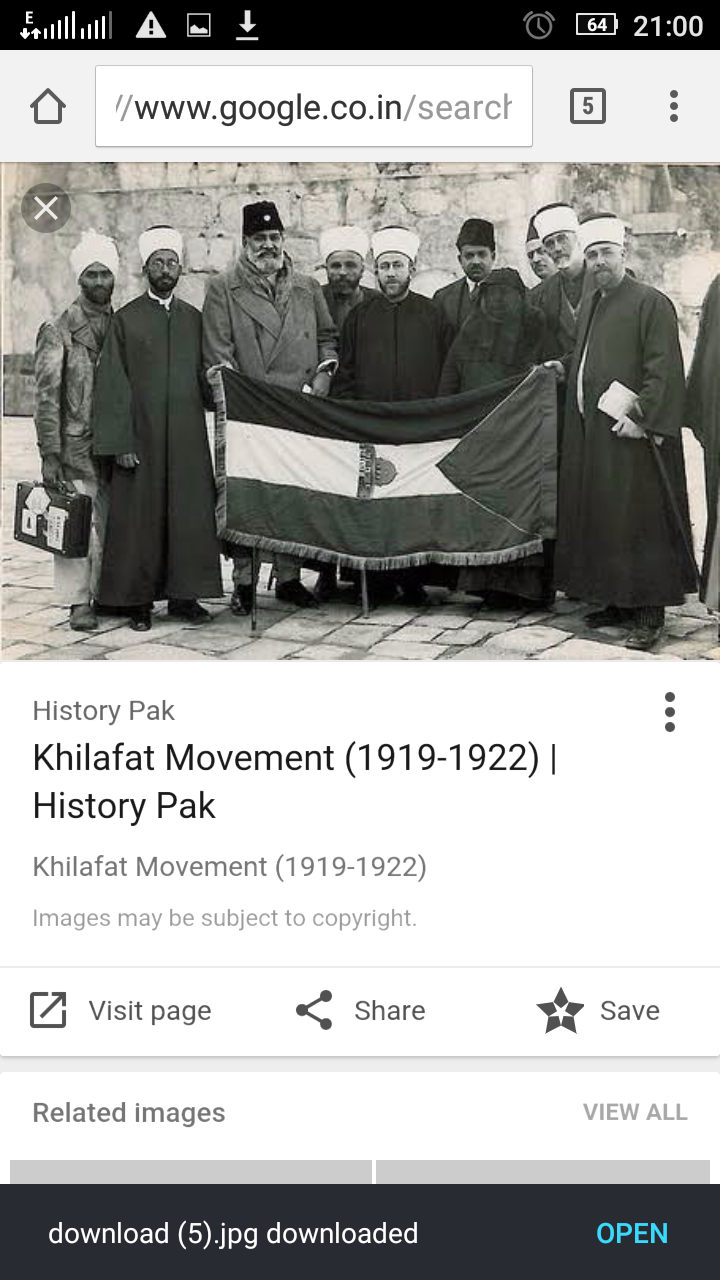 E
64
21:00
//www.google.co.in/search
5
History Pak
Khilafat Movement (1919-1922) |
History Pak
Khilafat Movement (1919-1922)
Images may be subject to copyright.
Visit page
Share
Save
Related images
VIEW ALL
download (5).jpg downloaded
OPEN